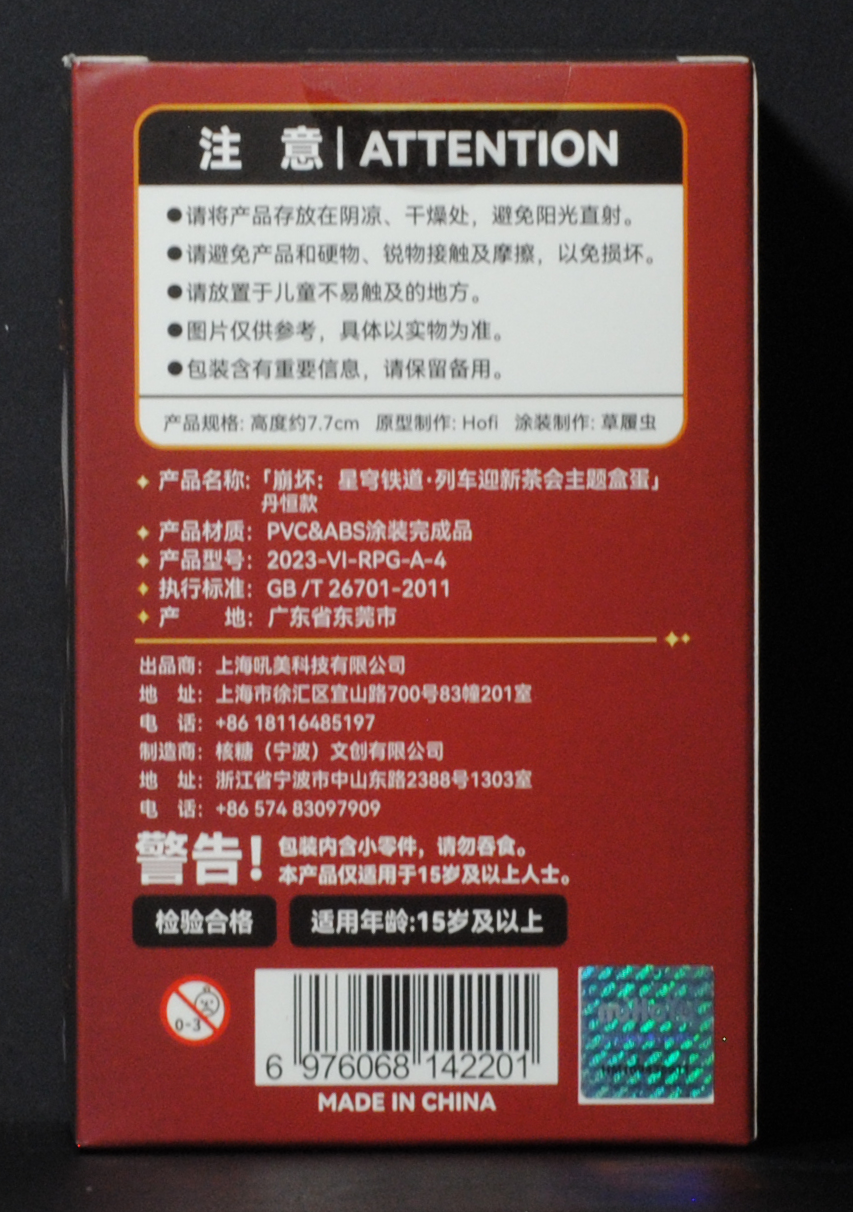 注 意 | ATTENTION
●请将产品存放在阴凉、干燥处，避免阳光直射。
●请避免产品和硬物、锐物接触及摩擦，以免损坏。
●请放置于儿童不易触及的地方。
●图片仅供参考，具体以实物为准。
●包装含有重要信息，请保留备用。
产品规格: 高度约7.7cm 原型制作: Hofi 涂装制作: 草履虫
产品名称:「崩坏：星穹铁道·列车迎新茶会主题盒蛋」
丹恒款
产品材质: PVC&ABS涂装完成品
产品型号: 2023-VI-RPG-A-4
执行标准: GB /T 26701-2011
产 地: 广东省东莞市
出品商: 上海吼美科技有限公司
地 址: 上海市徐汇区宜山路700号83幢201室
电 话: +86 18116485197
制造商: 核糖（宁波）文创有限公司
地 址: 浙江省宁波市中山东路2388号1303室
电 话: +86 574 83097909
警告! 包装内含小零件，请勿吞食。
本产品仅适用于15岁及以上人士。
检验合格 适用年龄:15岁及以上
0-3
6 976068 142201
MADE IN CHINA